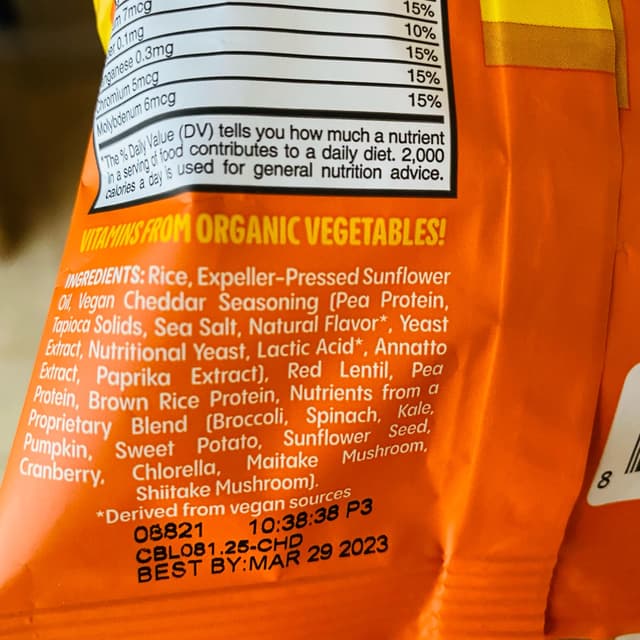 7mcg 15%
0.1mg 10%
0.3mg 15%
5mcg 15%
Molybdenum 6mcg 15%
*The % Daily Value (DV) tells you how much a nutrient
in a serving of food contributes to a daily diet. 2,000
calories a day is used for general nutrition advice.
VITAMINS FROM ORGANIC VEGETABLES!
INGREDIENTS: Rice, Expeller-Pressed Sunflower
Oil, Vegan Cheddar Seasoning (Pea Protein,
Tapioca Solids, Sea Salt, Natural Flavor*, Yeast
Extract, Nutritional Yeast, Lactic Acid*, Annatto
Extract, Paprika Extract), Red Lentil, Pea
Protein, Brown Rice Protein, Nutrients from a
Proprietary Blend (Broccoli, Spinach, Kale,
Pumpkin, Sweet Potato, Sunflower Seed,
Cranberry, Chlorella, Maitake Mushroom,
Shiitake Mushroom).
*Derived from vegan sources
08821 10:38:38 P3
CBL081.25-CHD
BEST BY:MAR 29 2023
8